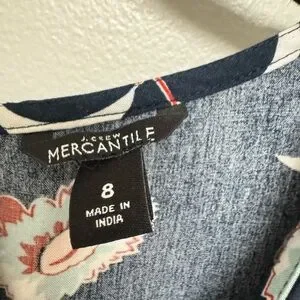 J.CREW
MERCANTILE
8
MADE IN
INDIA